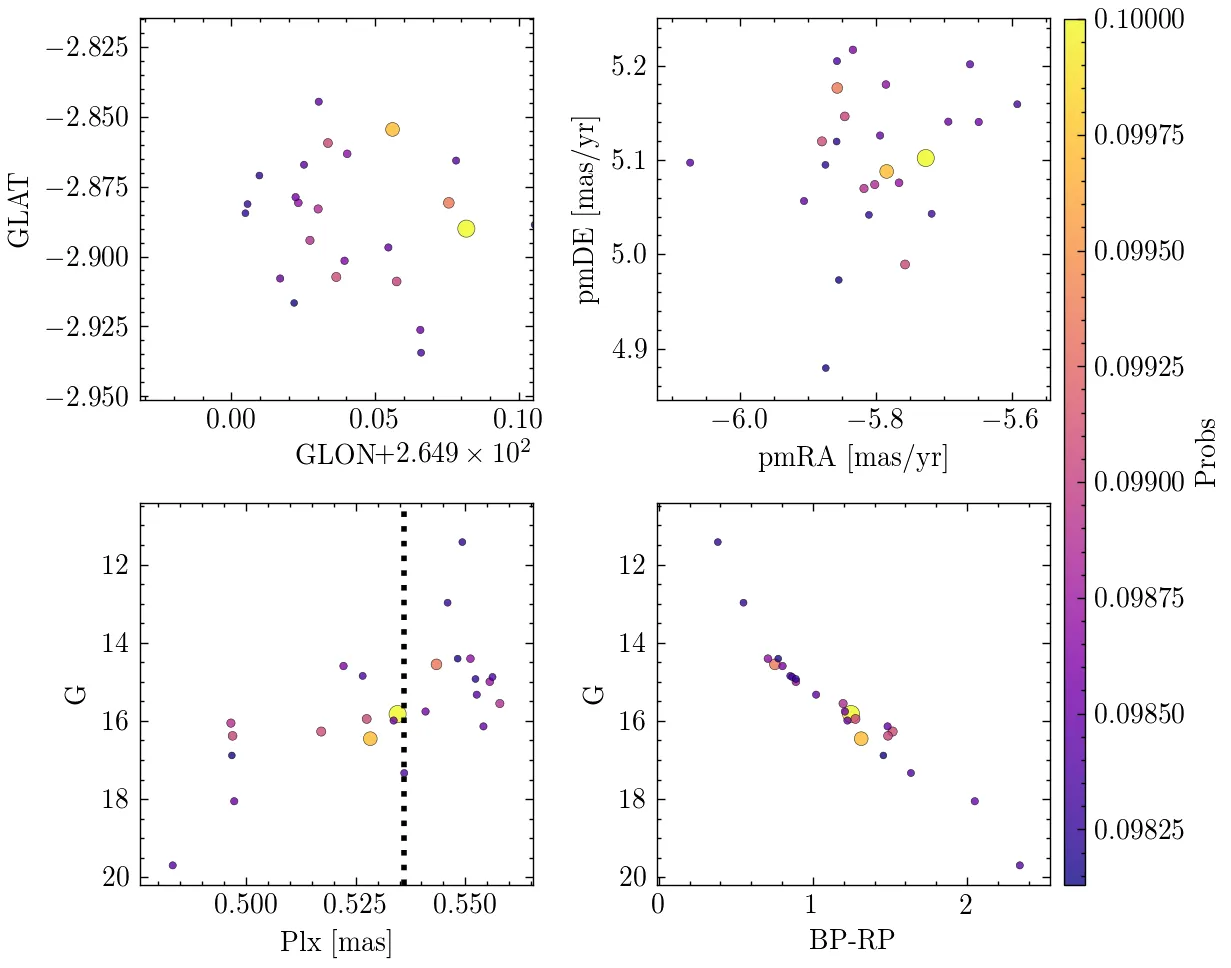 −2.825
−2.850
−2.875
−2.900
−2.925
−2.950
GLAT
0.00 0.05 0.10
GLON+2.649 × 10²
5.2
5.1
5.0
4.9
pmDE [mas/yr]
−6.0 −5.8 −5.6
pmRA [mas/yr]
12
14
16
18
20
G
0.500 0.525 0.550
Plx [mas]
12
14
16
18
20
G
0 1 2
BP-RP
0.10000
0.09975
0.09950
0.09925
0.09900
0.09875
0.09850
0.09825
Probs